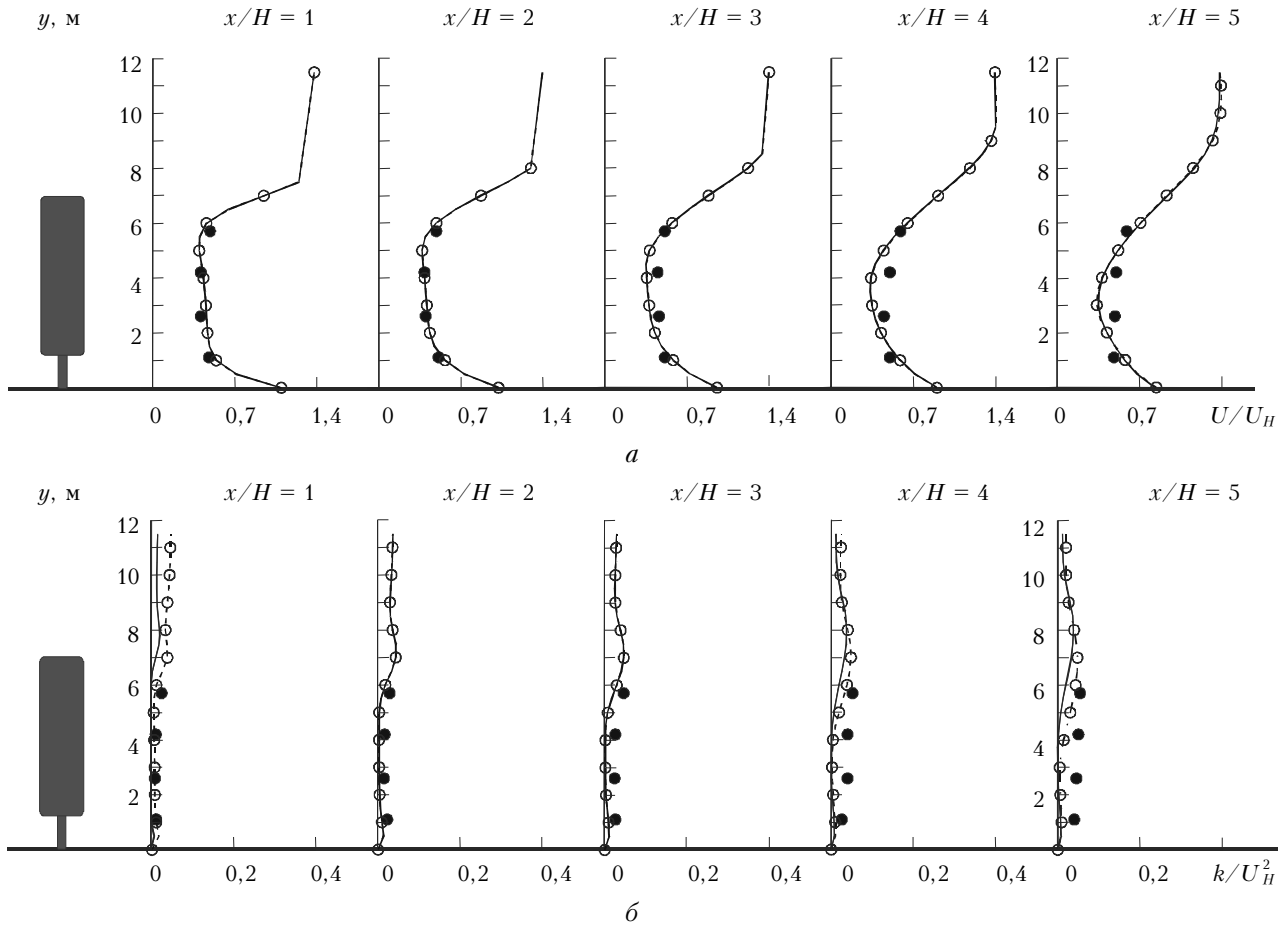 y, м x/H = 1 x/H = 2 x/H = 3 x/H = 4 x/H = 5
12 12
10 10
8 8
6 6
4 4
2 2
0 0,7 1,4 0 0,7 1,4 0 0,7 1,4 0 0,7 1,4 0 0,7 U/U_H
а
y, м x/H = 1 x/H = 2 x/H = 3 x/H = 4 x/H = 5
12 12
10 10
8 8
6 6
4 4
2 2
0 0,2 0,4 0 0,2 0,4 0 0,2 0,4 0 0,2 0,4 0 0,2 k/U_H^2
б